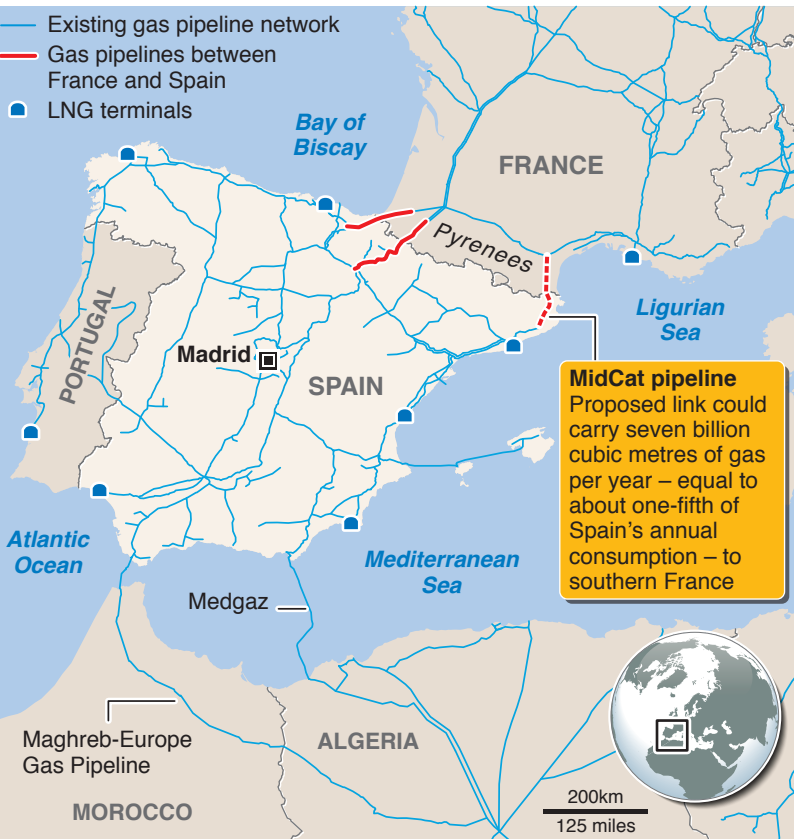 Existing gas pipeline network
Gas pipelines between
France and Spain
LNG terminals
Bay of
Biscay
FRANCE
Pyrenees
PORTUGAL
Madrid
SPAIN
Ligurian
Sea
MidCat pipeline
Proposed link could
carry seven billion
cubic metres of gas
per year – equal to
about one-fifth of
Spain’s annual
consumption – to
southern France
Atlantic
Ocean
Mediterranean
Sea
Medgaz
Maghreb-Europe
Gas Pipeline
ALGERIA
MOROCCO
200km
125 miles